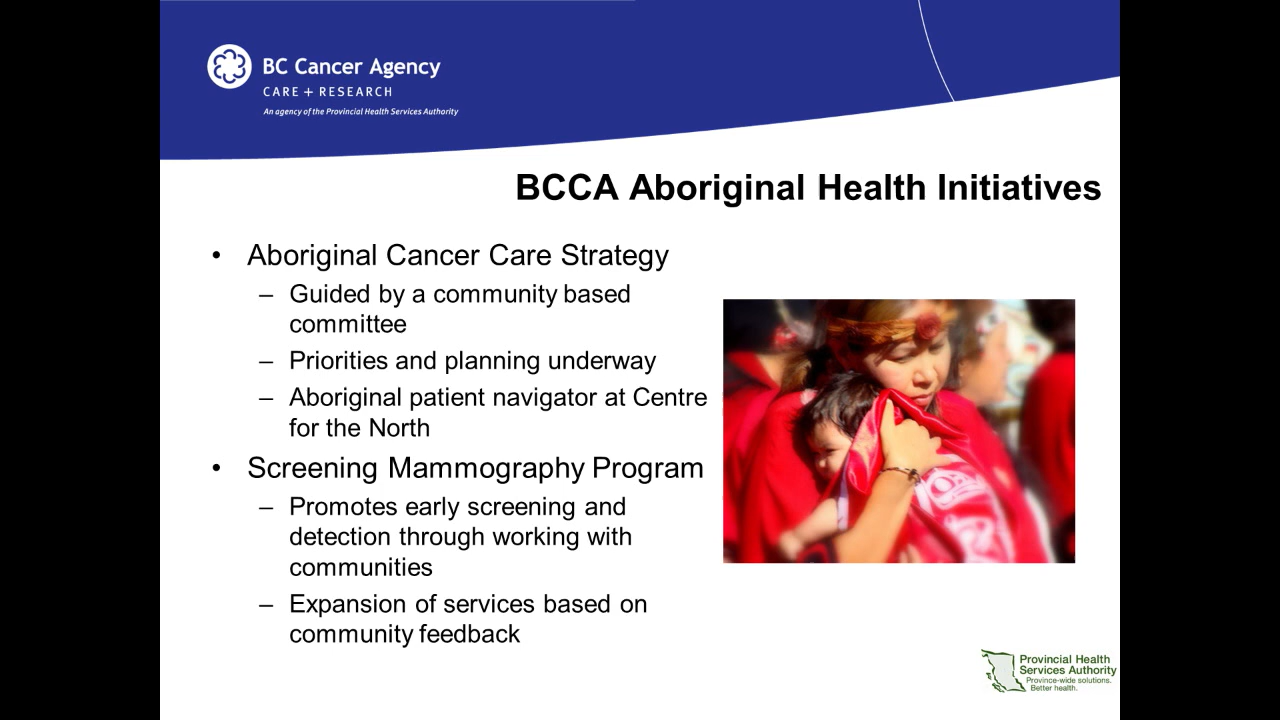 BC Cancer Agency
CARE + RESEARCH
An agency of the Provincial Health Services Authority
BCCA Aboriginal Health Initiatives
• Aboriginal Cancer Care Strategy
– Guided by a community based
committee
– Priorities and planning underway
– Aboriginal patient navigator at Centre
for the North
• Screening Mammography Program
– Promotes early screening and
detection through working with
communities
– Expansion of services based on
community feedback
Provincial Health
Services Authority
Province-wide solutions.
Better health.